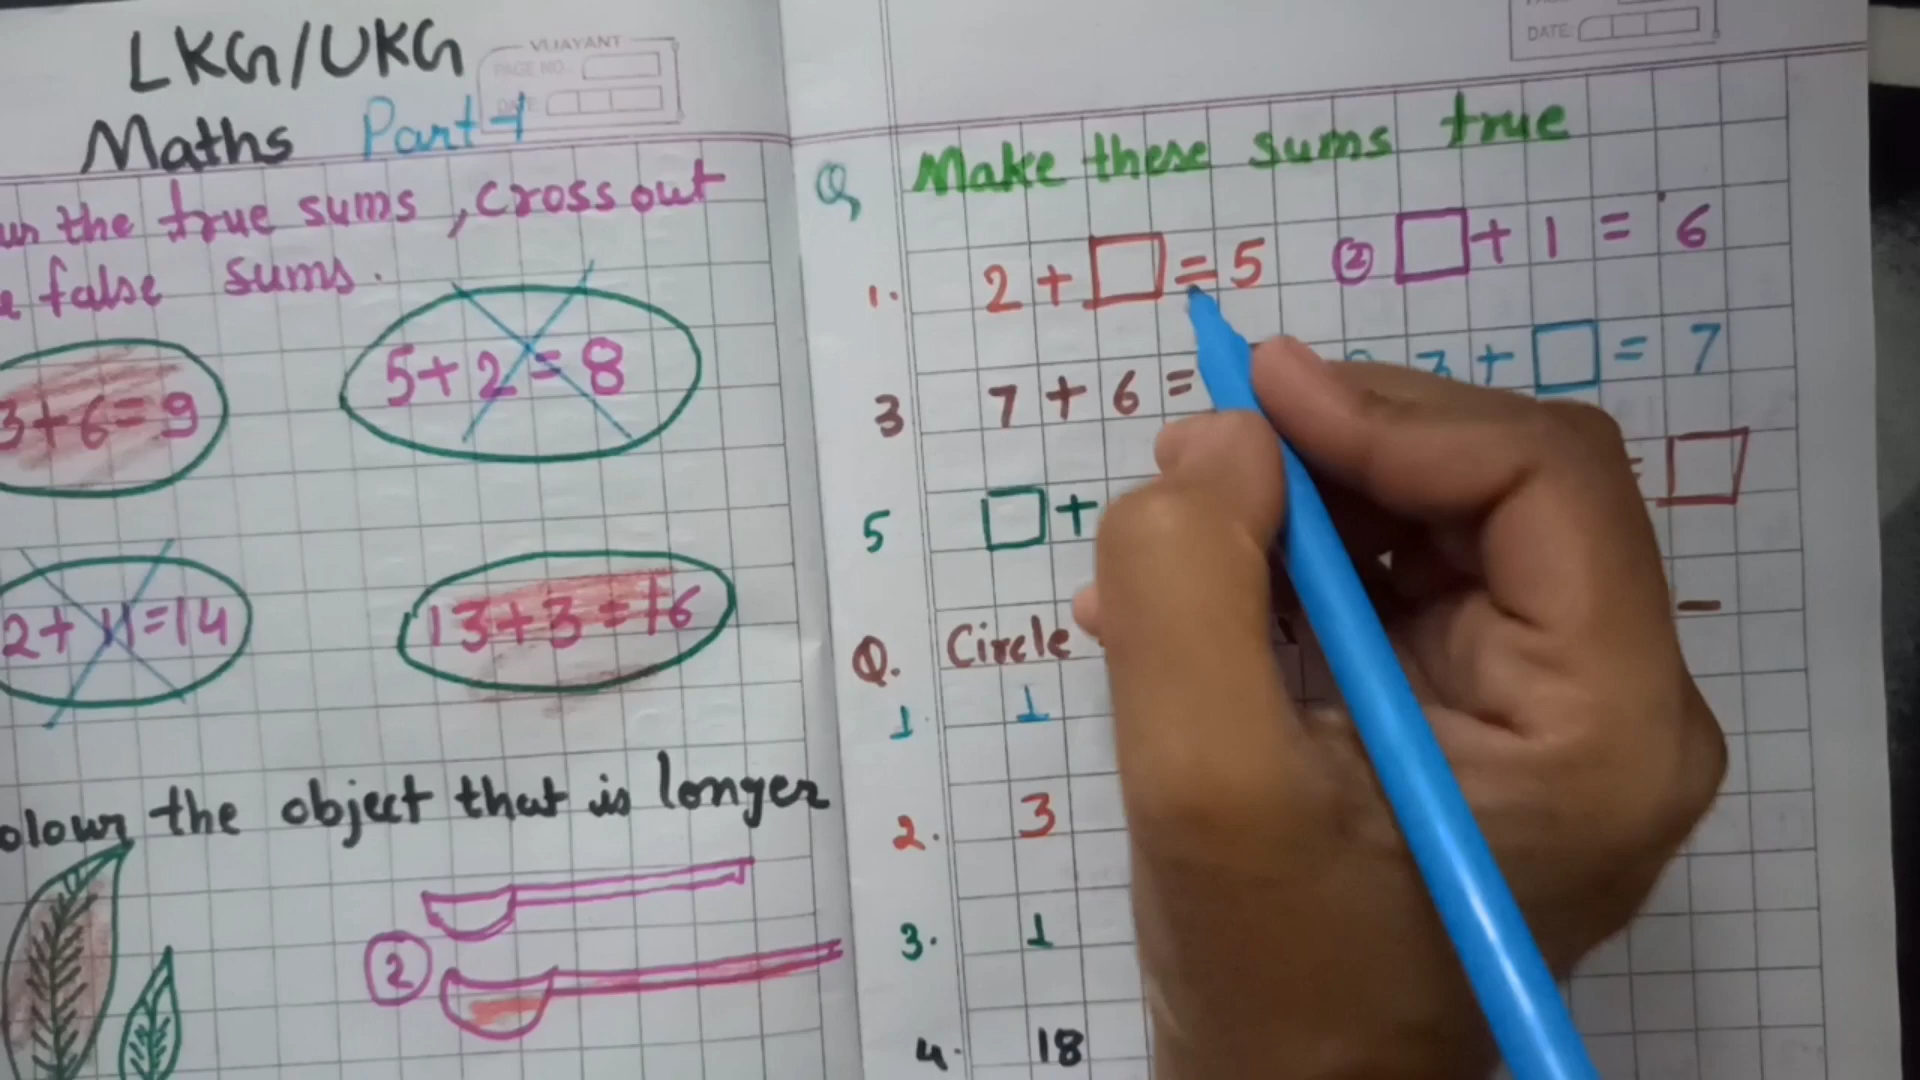 LKG/UKG
VIJAYANT
PAGE NO.
DATE
Maths Part-1
the true sums, cross out
false sums.
3+6=9
5+2=8
2+11=14
13+3=16
the object that is longer
2
DATE:
Q Make these sums true
1. 2 + □ = 5
② □ + 1 = 6
3 7 + 6 =
+ □ = 7
= □
5 □ +
Q. Circle
1. 1
2. 3
3. 1
4. 18